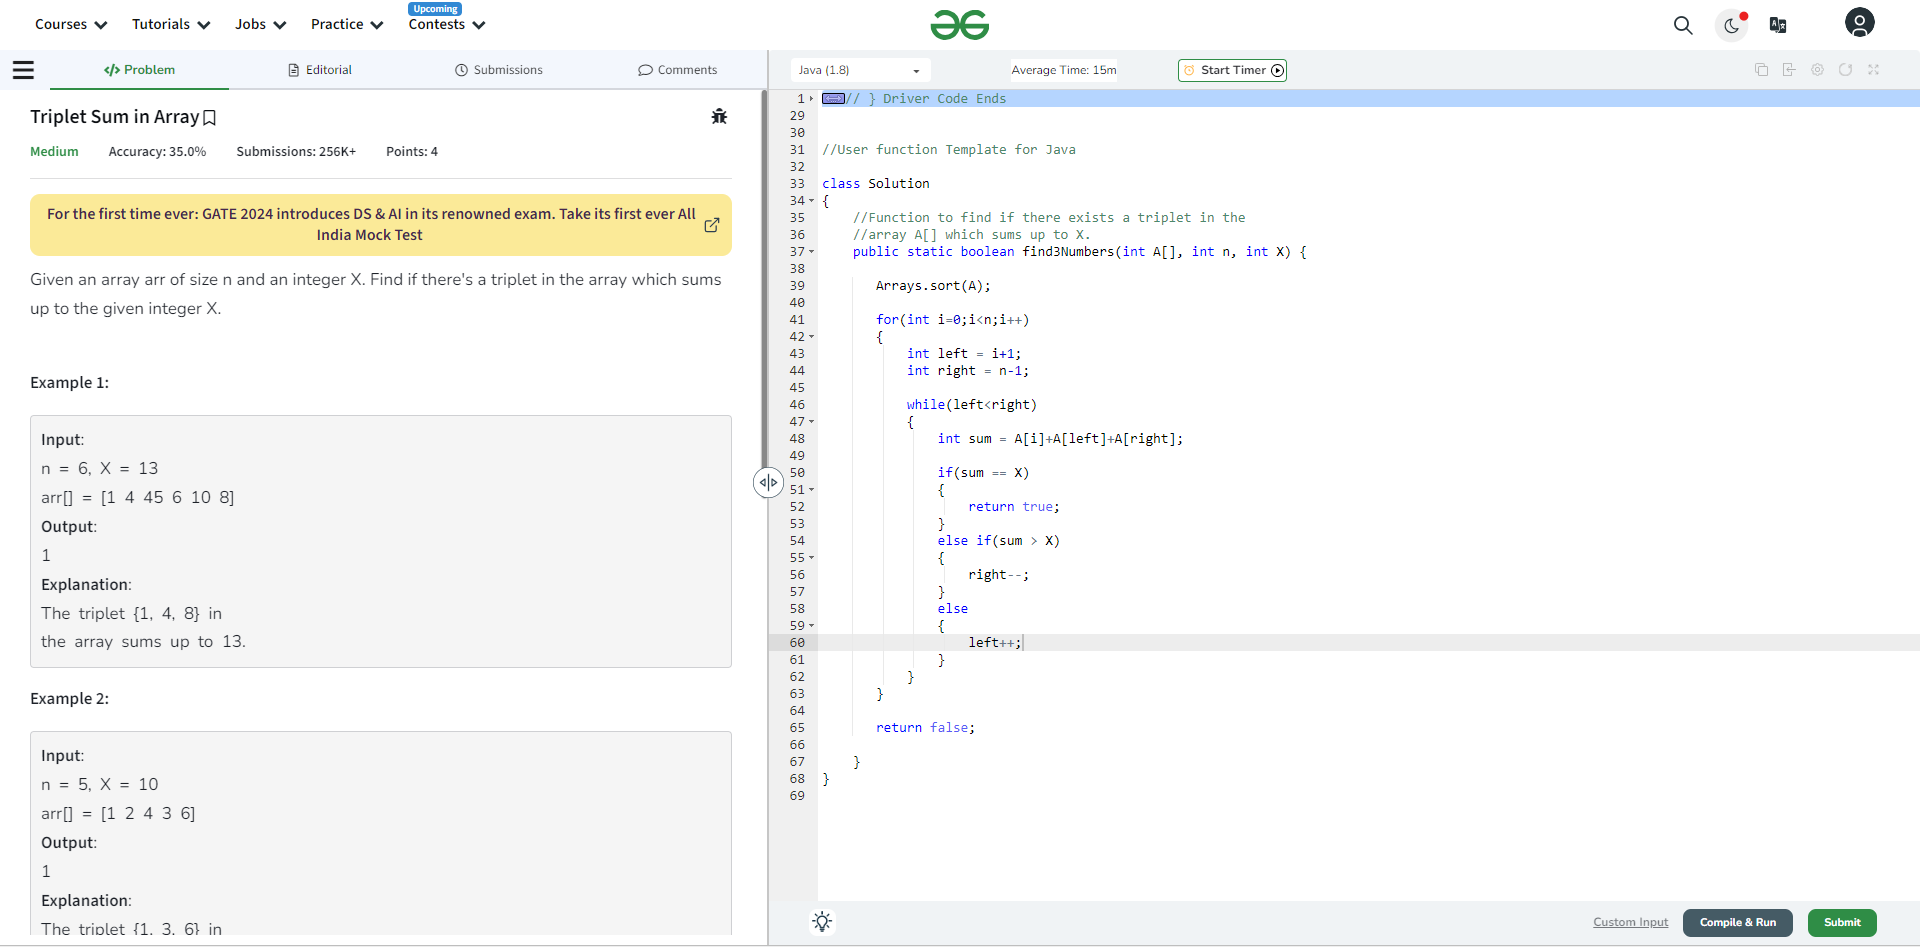 Courses
Tutorials
Jobs
Practice
Upcoming
Contests
Problem
Editorial
Submissions
Comments
Triplet Sum in Array
Medium Accuracy: 35.0% Submissions: 256K+ Points: 4
For the first time ever: GATE 2024 introduces DS & AI in its renowned exam. Take its first ever All
India Mock Test
Given an array arr of size n and an integer X. Find if there's a triplet in the array which sums
up to the given integer X.
Example 1:
Input:
n = 6, X = 13
arr[] = [1 4 45 6 10 8]
Output:
1
Explanation:
The triplet {1, 4, 8} in
the array sums up to 13.
Example 2:
Input:
n = 5, X = 10
arr[] = [1 2 4 3 6]
Output:
1
Explanation:
The triplet {1, 3, 6} in
Java (1.8)
Average Time: 15m
Start Timer
1 // } Driver Code Ends
29
30
31 //User function Template for Java
32
33 class Solution
34 {
35 //Function to find if there exists a triplet in the
36 //array A[] which sums up to X.
37 public static boolean find3Numbers(int A[], int n, int X) {
38
39 Arrays.sort(A);
40
41 for(int i=0;i<n;i++)
42 {
43 int left = i+1;
44 int right = n-1;
45
46 while(left<right)
47 {
48 int sum = A[i]+A[left]+A[right];
49
50 if(sum == X)
51 {
52 return true;
53 }
54 else if(sum > X)
55 {
56 right--;
57 }
58 else
59 {
60 left++;
61 }
62 }
63 }
64
65 return false;
66
67 }
68 }
69
Custom Input
Compile & Run
Submit